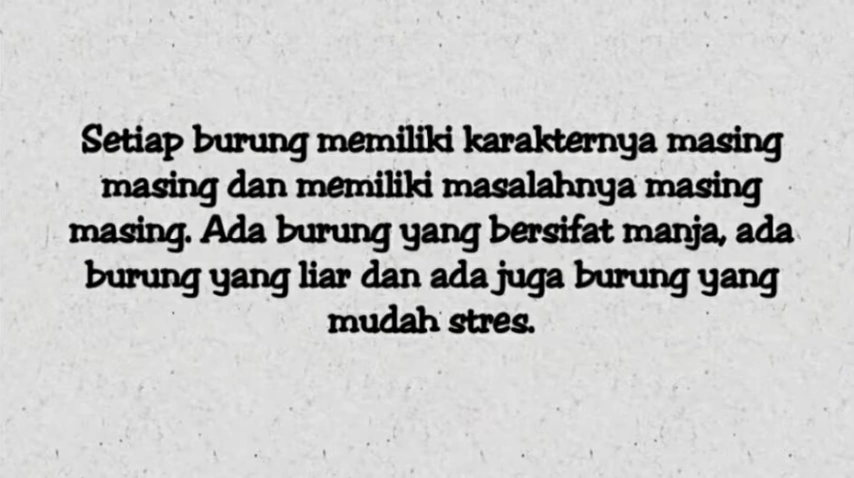 Setiap burung memiliki karakternya masing
masing dan memiliki masalahnya masing
masing. Ada burung yang bersifat manja, ada
burung yang liar dan ada juga burung yang
mudah stres.